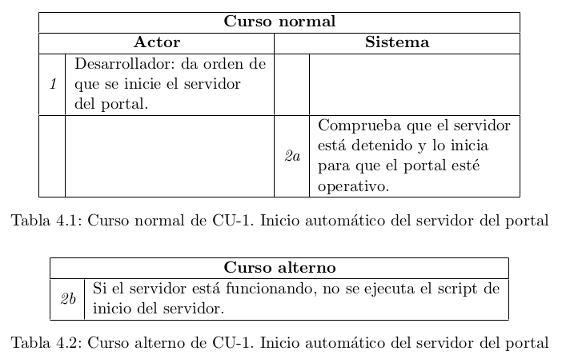 Curso normal
Actor Sistema
1 Desarrollador: da orden de
que se inicie el servidor
del portal.
2a Comprueba que el servidor
está detenido y lo inicia
para que el portal esté
operativo.
Tabla 4.1: Curso normal de CU-1. Inicio automático del servidor del portal
Curso alterno
2b Si el servidor está funcionando, no se ejecuta el script de
inicio del servidor.
Tabla 4.2: Curso alterno de CU-1. Inicio automático del servidor del portal